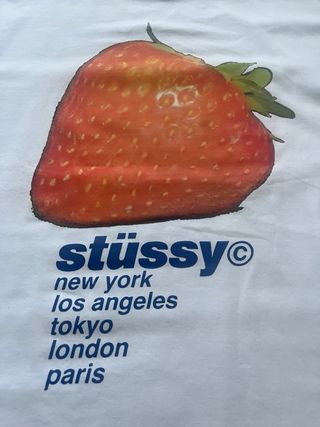 ©
stüssy©
new york
los angeles
tokyo
london
paris